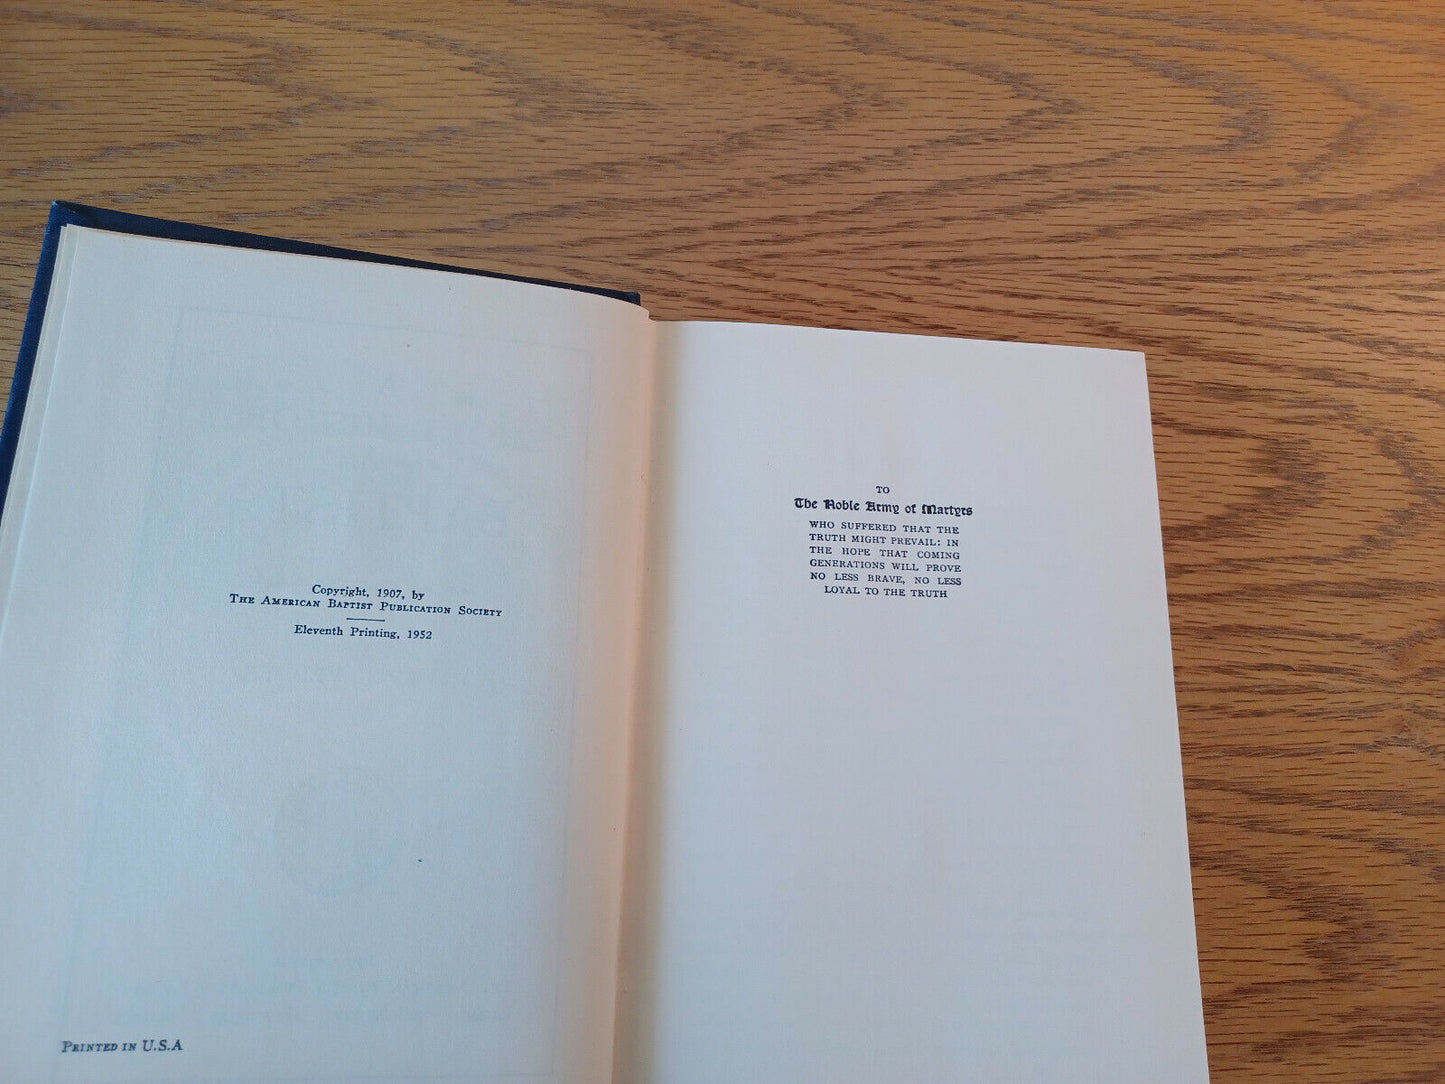 Copyright, 1907, by
The American Baptist Publication Society
Eleventh Printing, 1952
Printed in U.S.A
TO
The Noble Army of Martyrs
WHO SUFFERED THAT THE
TRUTH MIGHT PREVAIL: IN
THE HOPE THAT COMING
GENERATIONS WILL PROVE
NO LESS BRAVE, NO LESS
LOYAL TO THE TRUTH